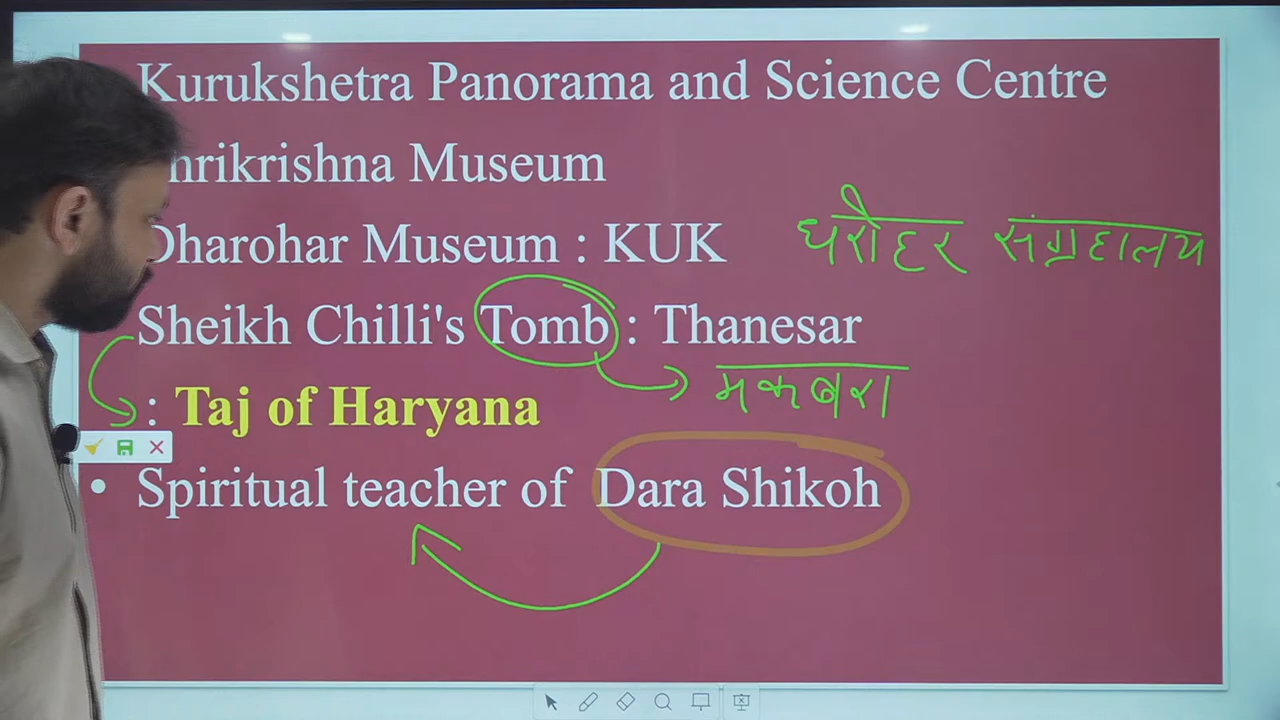 Kurukshetra Panorama and Science Centre
hrikrishna Museum
Dharohar Museum : KUK धरोहर संग्रहालय
Sheikh Chilli's Tomb : Thanesar
: Taj of Haryana मकबरा
• Spiritual teacher of Dara Shikoh